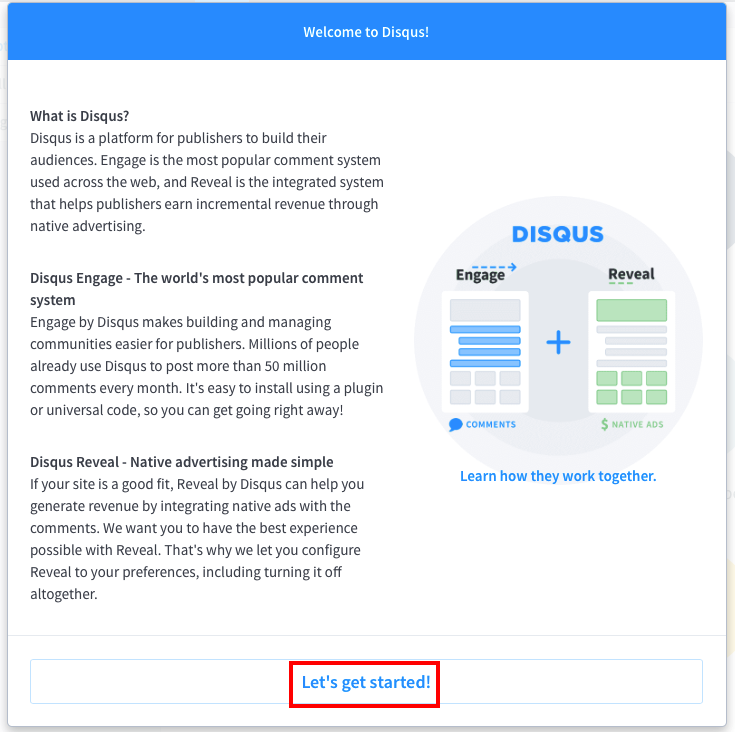 Welcome to Disqus!
What is Disqus?
Disqus is a platform for publishers to build their
audiences. Engage is the most popular comment system
used across the web, and Reveal is the integrated system
that helps publishers earn incremental revenue through
native advertising.
Disqus Engage - The world's most popular comment
system
Engage by Disqus makes building and managing
communities easier for publishers. Millions of people
already use Disqus to post more than 50 million
comments every month. It's easy to install using a plugin
or universal code, so you can get going right away!
Disqus Reveal - Native advertising made simple
If your site is a good fit, Reveal by Disqus can help you
generate revenue by integrating native ads with the
comments. We want you to have the best experience
possible with Reveal. That's why we let you configure
Reveal to your preferences, including turning it off
altogether.
DISQUS
Engage
Reveal
COMMENTS
$ NATIVE ADS
Learn how they work together.
Let's get started!